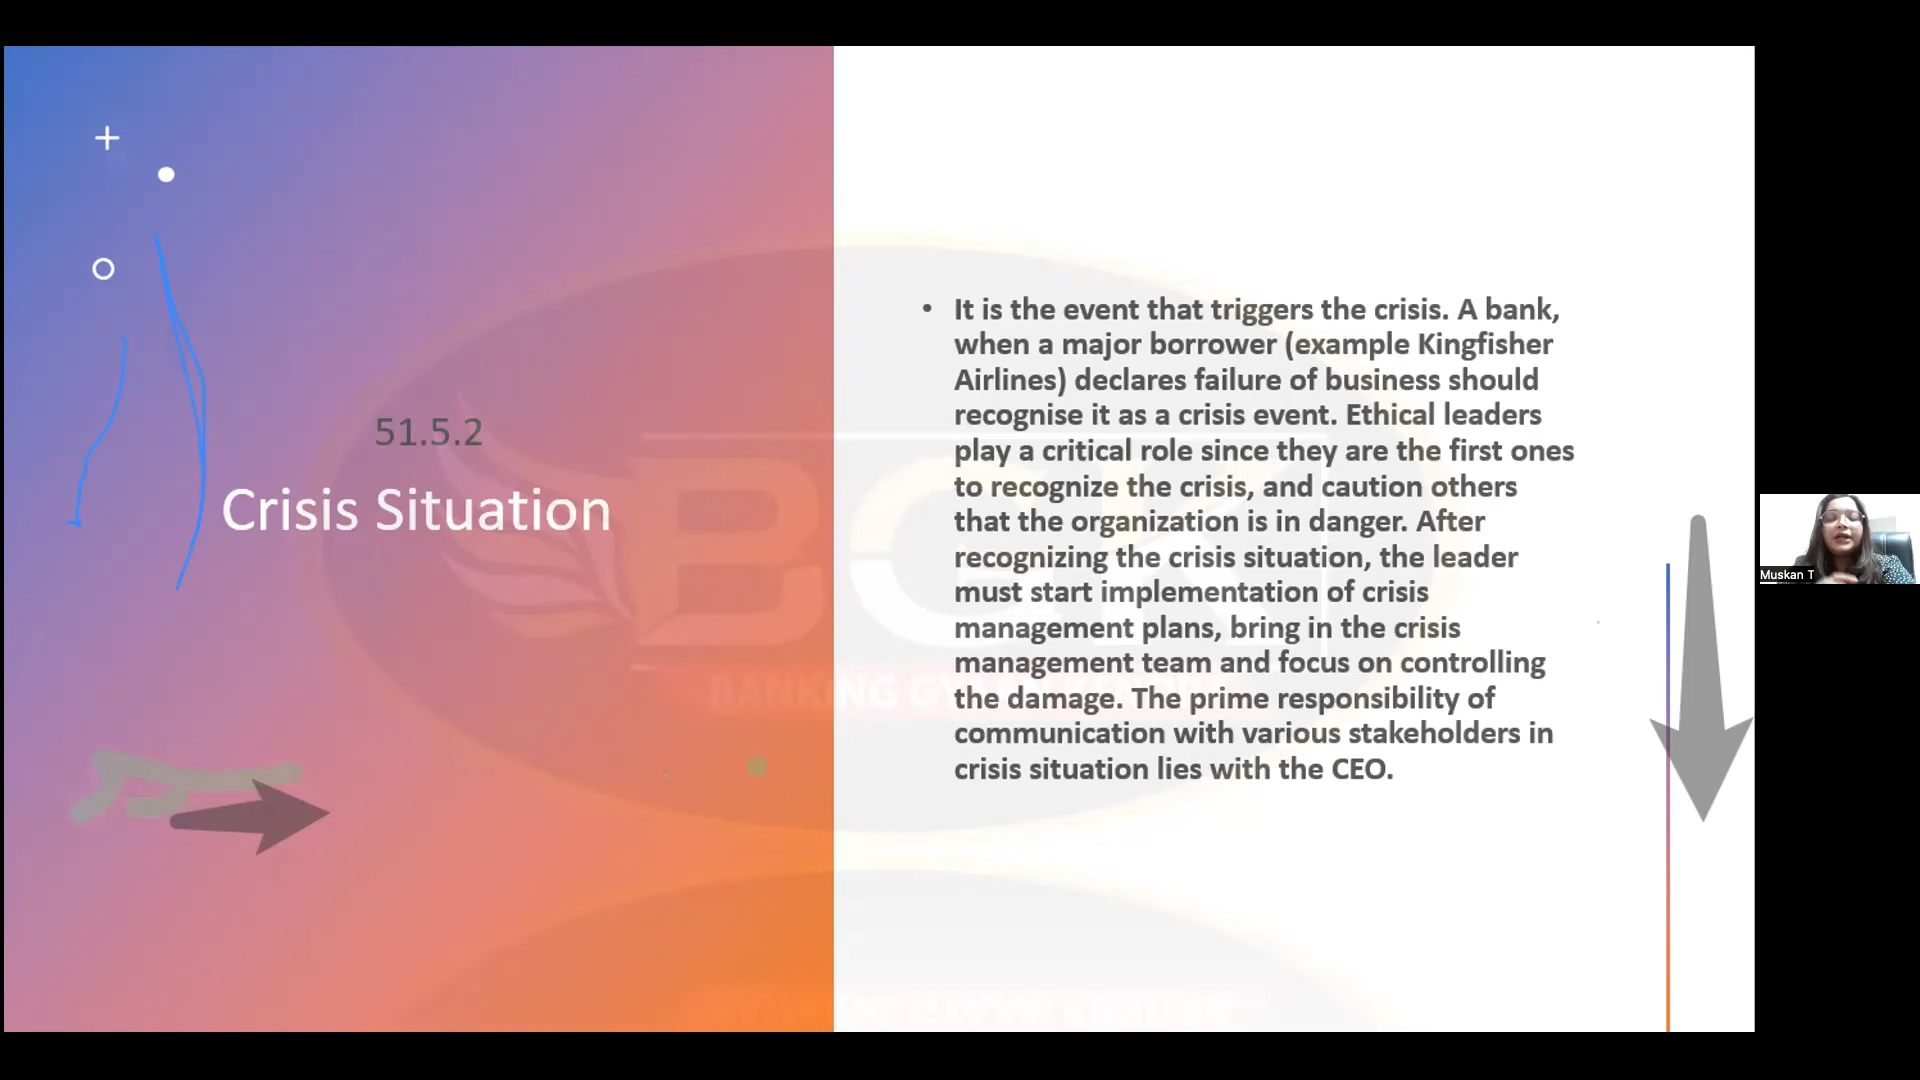 51.5.2
Crisis Situation
• It is the event that triggers the crisis. A bank,
when a major borrower (example Kingfisher
Airlines) declares failure of business should
recognise it as a crisis event. Ethical leaders
play a critical role since they are the first ones
to recognize the crisis, and caution others
that the organization is in danger. After
recognizing the crisis situation, the leader
must start implementation of crisis
management plans, bring in the crisis
management team and focus on controlling
the damage. The prime responsibility of
communication with various stakeholders in
crisis situation lies with the CEO.
BGK
BANKING
Muskan T